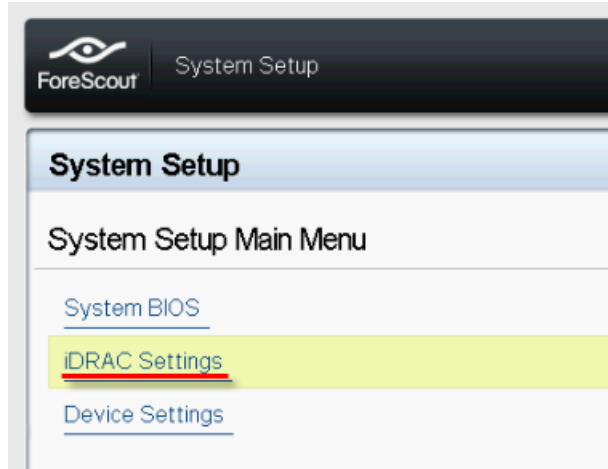 ForeScout
System Setup
System Setup
System Setup Main Menu
System BIOS
iDRAC Settings
Device Settings